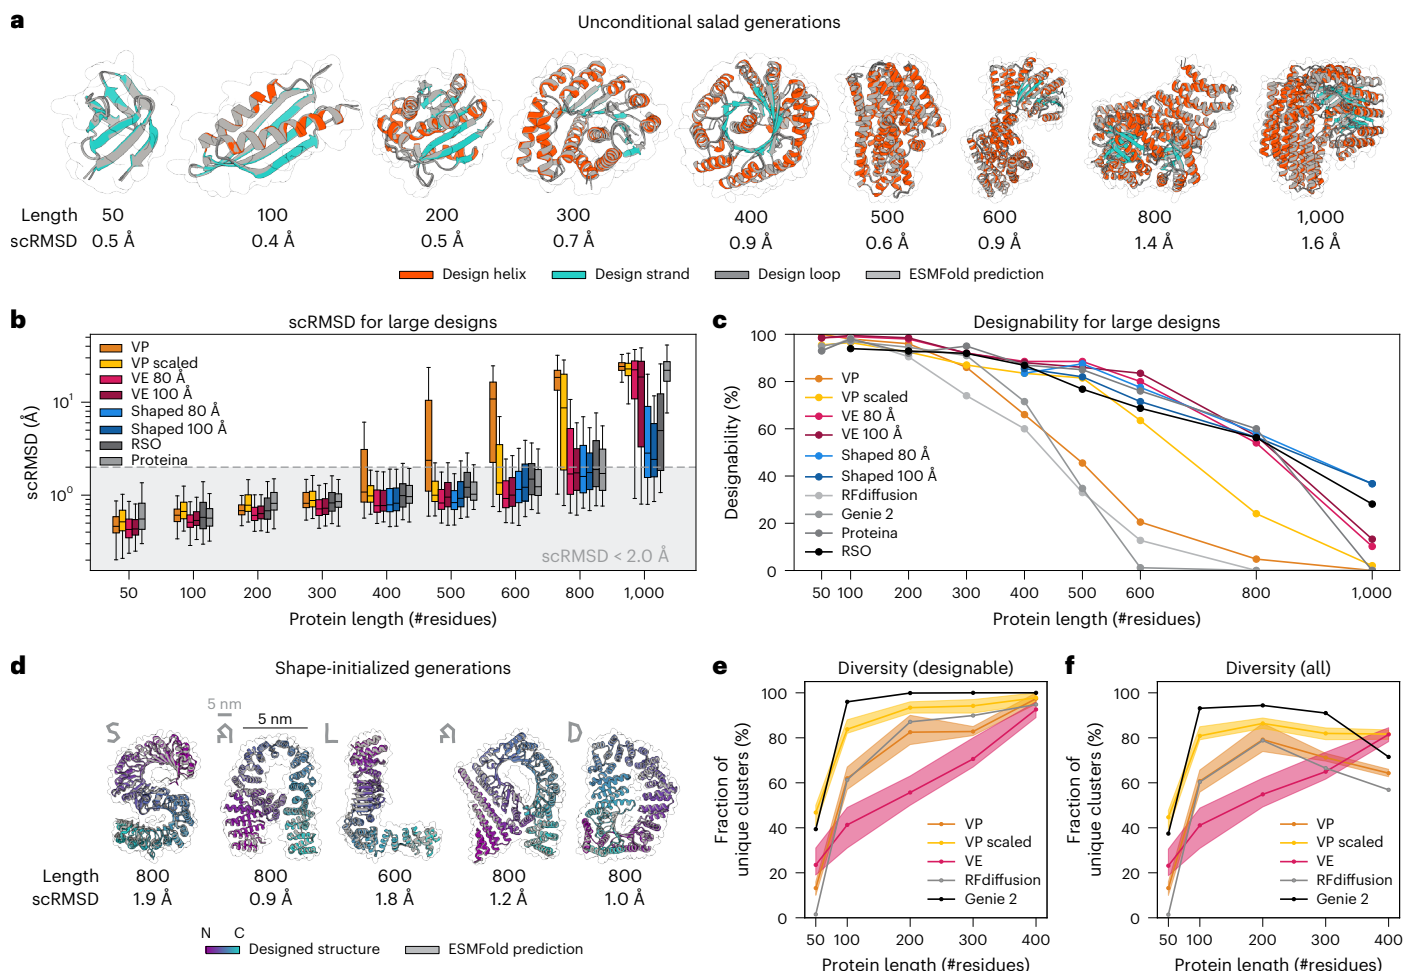 a
Unconditional salad generations
Length 50 100 200 300 400 500 600 800 1,000
scRMSD 0.5 Å 0.4 Å 0.5 Å 0.7 Å 0.9 Å 0.6 Å 0.9 Å 1.4 Å 1.6 Å
Design helix Design strand Design loop ESMFold prediction
b
scRMSD for large designs
scRMSD (Å)
10¹
10⁰
VP
VP scaled
VE 80 Å
VE 100 Å
Shaped 80 Å
Shaped 100 Å
RSO
Proteina
scRMSD < 2.0 Å
50 100 200 300 400 500 600 800 1,000
Protein length (#residues)
c
Designability for large designs
Designability (%)
100
80
60
40
20
0
VP
VP scaled
VE 80 Å
VE 100 Å
Shaped 80 Å
Shaped 100 Å
RFdiffusion
Genie 2
Proteina
RSO
50 100 200 300 400 500 600 800 1,000
Protein length (#residues)
d
Shape-initialized generations
5 nm
5 nm
S A L A D
Length 800 800 600 800 800
scRMSD 1.9 Å 0.9 Å 1.8 Å 1.2 Å 1.0 Å
N C
Designed structure ESMFold prediction
e
Diversity (designable)
Fraction of
unique clusters (%)
100
80
60
40
20
0
VP
VP scaled
VE
RFdiffusion
Genie 2
50 100 200 300 400
Protein length (#residues)
f
Diversity (all)
Fraction of
unique clusters (%)
100
80
60
40
20
0
VP
VP scaled
VE
RFdiffusion
Genie 2
50 100 200 300 400
Protein length (#residues)